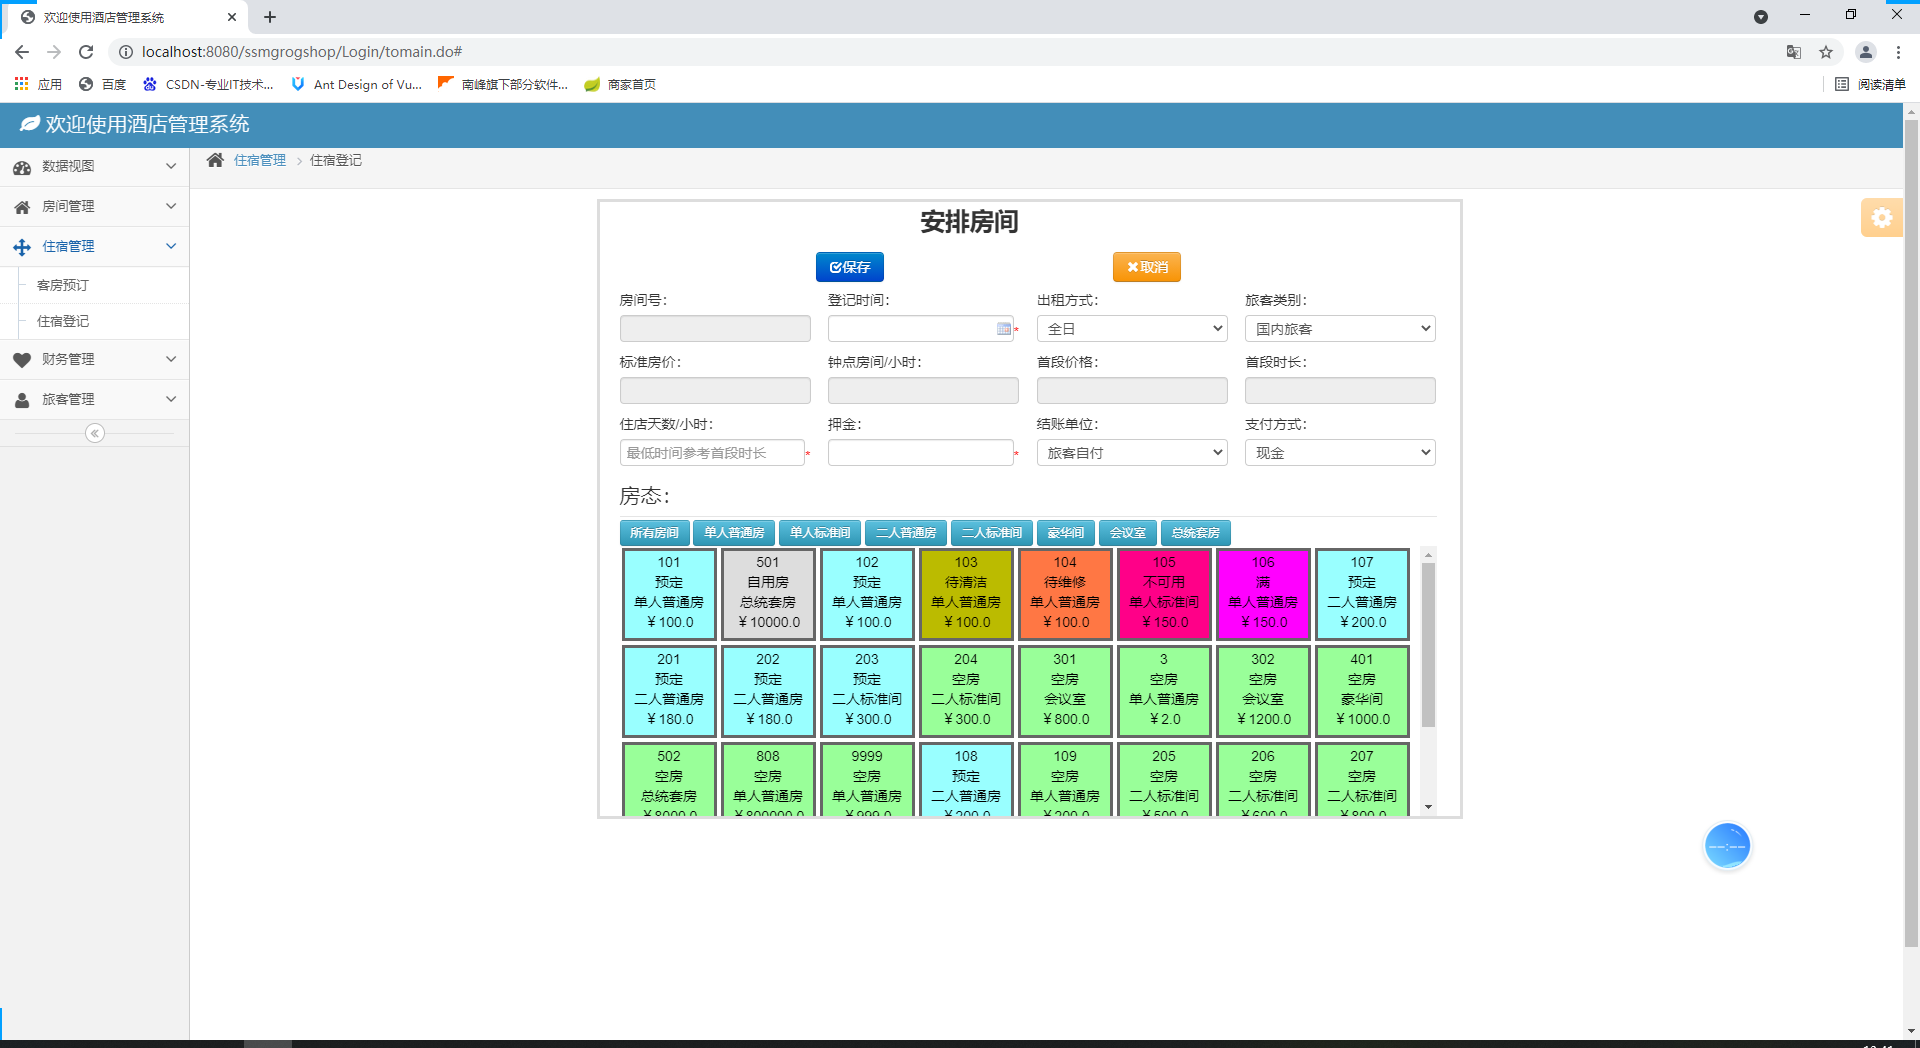 欢迎使用酒店管理系统
localhost:8080/ssmgrogshop/Login/tomain.do#
应用 百度 CSDN-专业IT技术... Ant Design of Vu... 南峰旗下部分软件... 商家首页 阅读清单
欢迎使用酒店管理系统
数据视图
房间管理
住宿管理
客房预订
住宿登记
财务管理
旅客管理
住宿管理 > 住宿登记
安排房间
保存 取消
房间号： 登记时间： 出租方式： 旅客类别：
* 全日 国内旅客
标准房价： 钟点房间/小时： 首段价格： 首段时长：
住店天数/小时： 押金： 结账单位： 支付方式：
最低时间参考首段时长 * * 旅客自付 现金
房态：
所有房间 单人普通房 单人标准间 二人普通房 二人标准间 豪华间 会议室 总统套房
101 501 102 103 104 105 106 107
预定 自用房 预定 待清洁 待维修 不可用 满 预定
单人普通房 总统套房 单人普通房 单人普通房 单人普通房 单人标准间 单人普通房 二人普通房
￥100.0 ￥10000.0 ￥100.0 ￥100.0 ￥100.0 ￥150.0 ￥150.0 ￥200.0
201 202 203 204 301 3 302 401
预定 预定 预定 空房 空房 空房 空房 空房
二人普通房 二人普通房 二人标准间 二人标准间 会议室 单人普通房 会议室 豪华间
￥180.0 ￥180.0 ￥300.0 ￥300.0 ￥800.0 ￥2.0 ￥1200.0 ￥1000.0
502 808 9999 108 109 205 206 207
空房 空房 空房 预定 空房 空房 空房 空房
总统套房 单人普通房 单人普通房 二人普通房 单人普通房 二人标准间 二人标准间 二人标准间